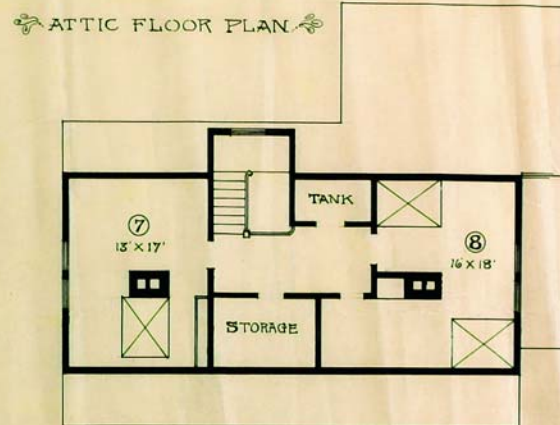 ATTIC FLOOR PLAN
TANK
7
13' X 17'
8
16' X 18'
STORAGE